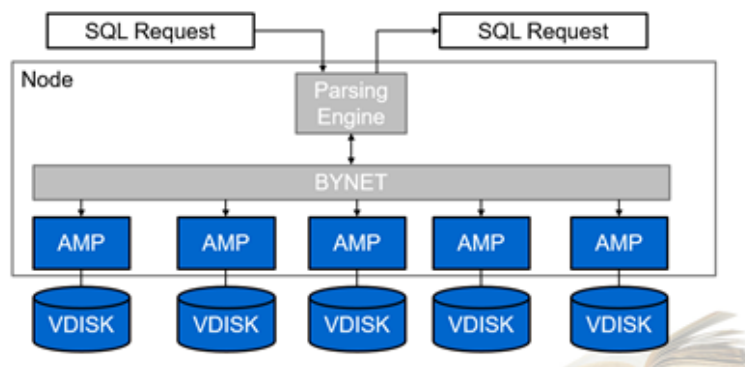 SQL Request
SQL Request
Node
Parsing
Engine
BYNET
AMP
AMP
AMP
AMP
AMP
VDISK
VDISK
VDISK
VDISK
VDISK